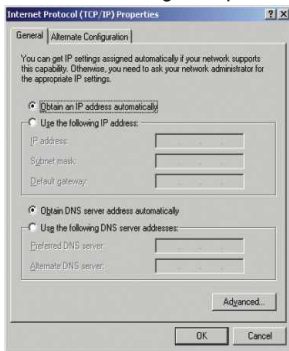 Internet Protocol (TCP/IP) Properties
General
Alternate Configuration
You can get IP settings assigned automatically if your network supports
this capability. Otherwise, you need to ask your network administrator for
the appropriate IP settings.
Obtain an IP address automatically
Use the following IP address:
IP address:
Subnet mask:
Default gateway:
Obtain DNS server address automatically
Use the following DNS server addresses:
Preferred DNS server:
Alternate DNS server:
Advanced...
OK
Cancel